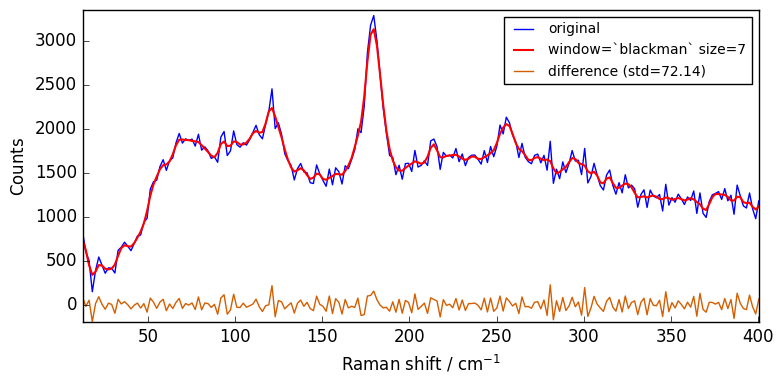 original
window=`blackman` size=7
difference (std=72.14)
3000
2500
2000
1500
1000
500
0
Counts
50 100 150 200 250 300 350 400
Raman shift / cm⁻¹